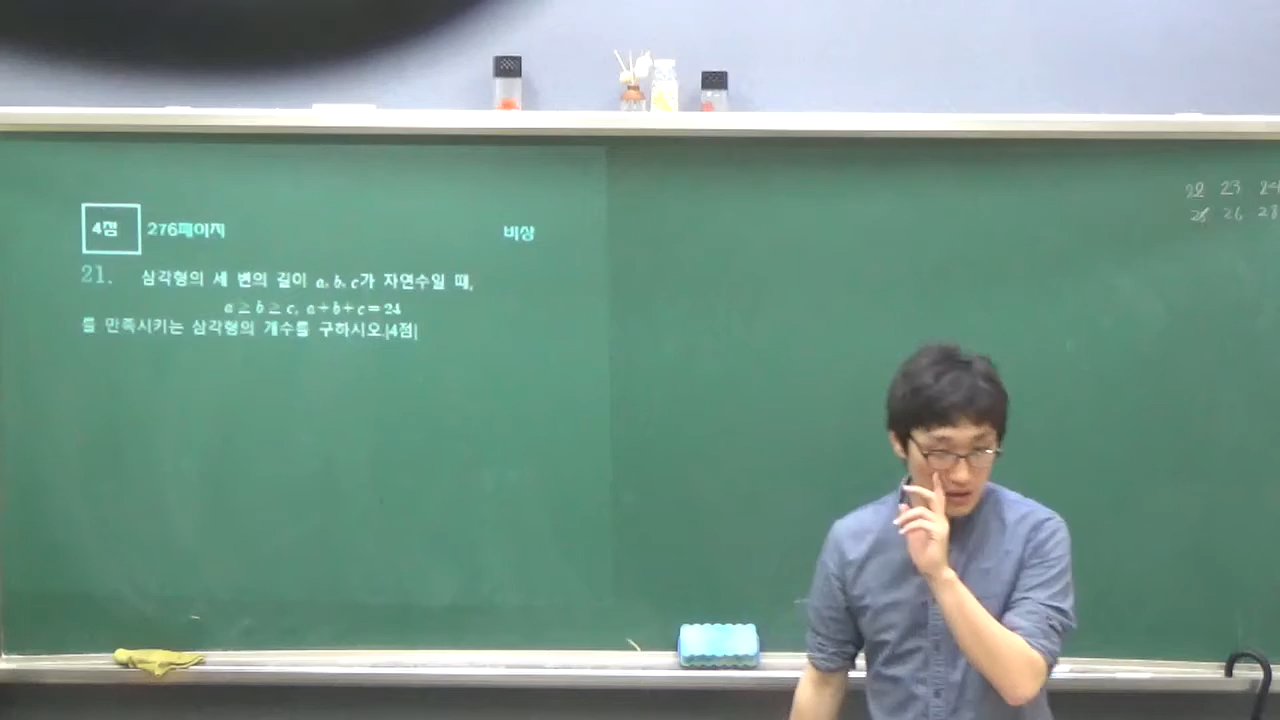 4점 276페이지 비상
21. 삼각형의 세 변의 길이 a, b, c가 자연수일 때,
a ≥ b ≥ c, a+b+c=24
를 만족시키는 삼각형의 개수를 구하시오.[4점]
22 23 24
25 26 28